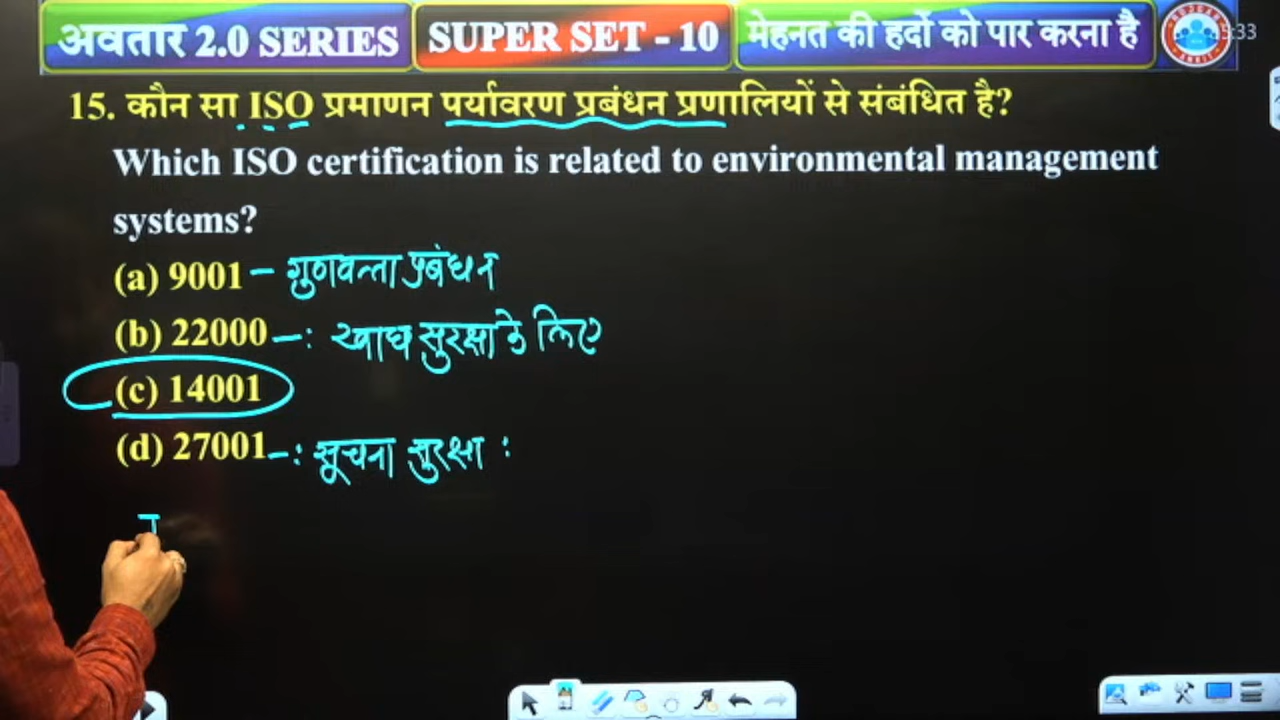 अवतार 2.0 SERIES SUPER SET - 10 मेहनत की हदों को पार करना है
15. कौन सा ISO प्रमाणन पर्यावरण प्रबंधन प्रणालियों से संबंधित है?
Which ISO certification is related to environmental management
systems?
(a) 9001 - गुणवत्ता प्रबंधन
(b) 22000 -: खाद्य सुरक्षा के लिए
(c) 14001
(d) 27001 -: सूचना सुरक्षा :